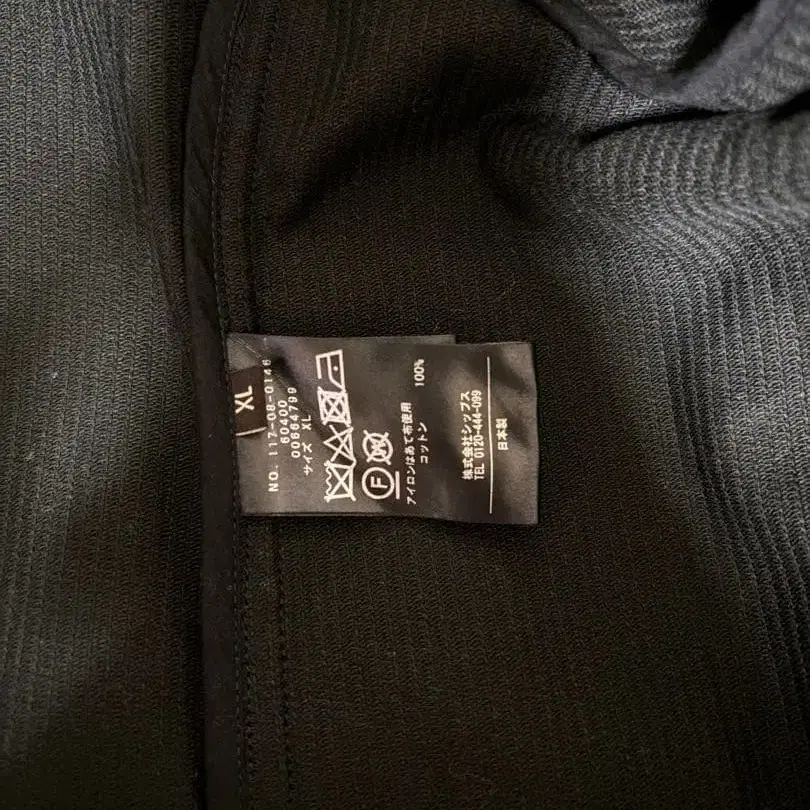 XL
NO. 117-08-0146
60400
00664799
サイズ XL
F
W
アイロンはあて布使用
コットン 100%
株式会社シップス
TEL 0120-444-099
日本製